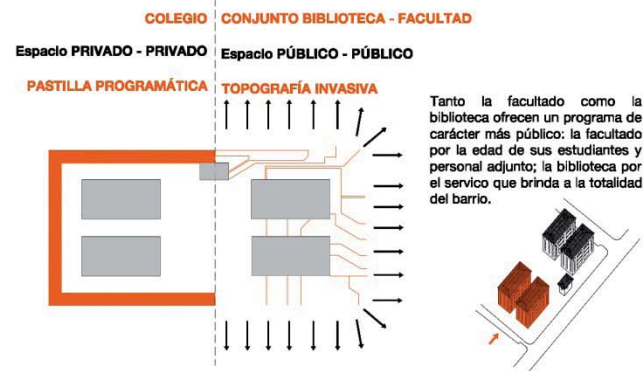 COLEGIO CONJUNTO BIBLIOTECA - FACULTAD
Espacio PRIVADO - PRIVADO Espacio PÚBLICO - PÚBLICO
PASTILLA PROGRAMÁTICA TOPOGRAFÍA INVASIVA
Tanto la facultado como la
biblioteca ofrecen un programa de
carácter más público: la facultado
por la edad de sus estudiantes y
personal adjunto; la biblioteca por
el servico que brinda a la totalidad
del barrio.